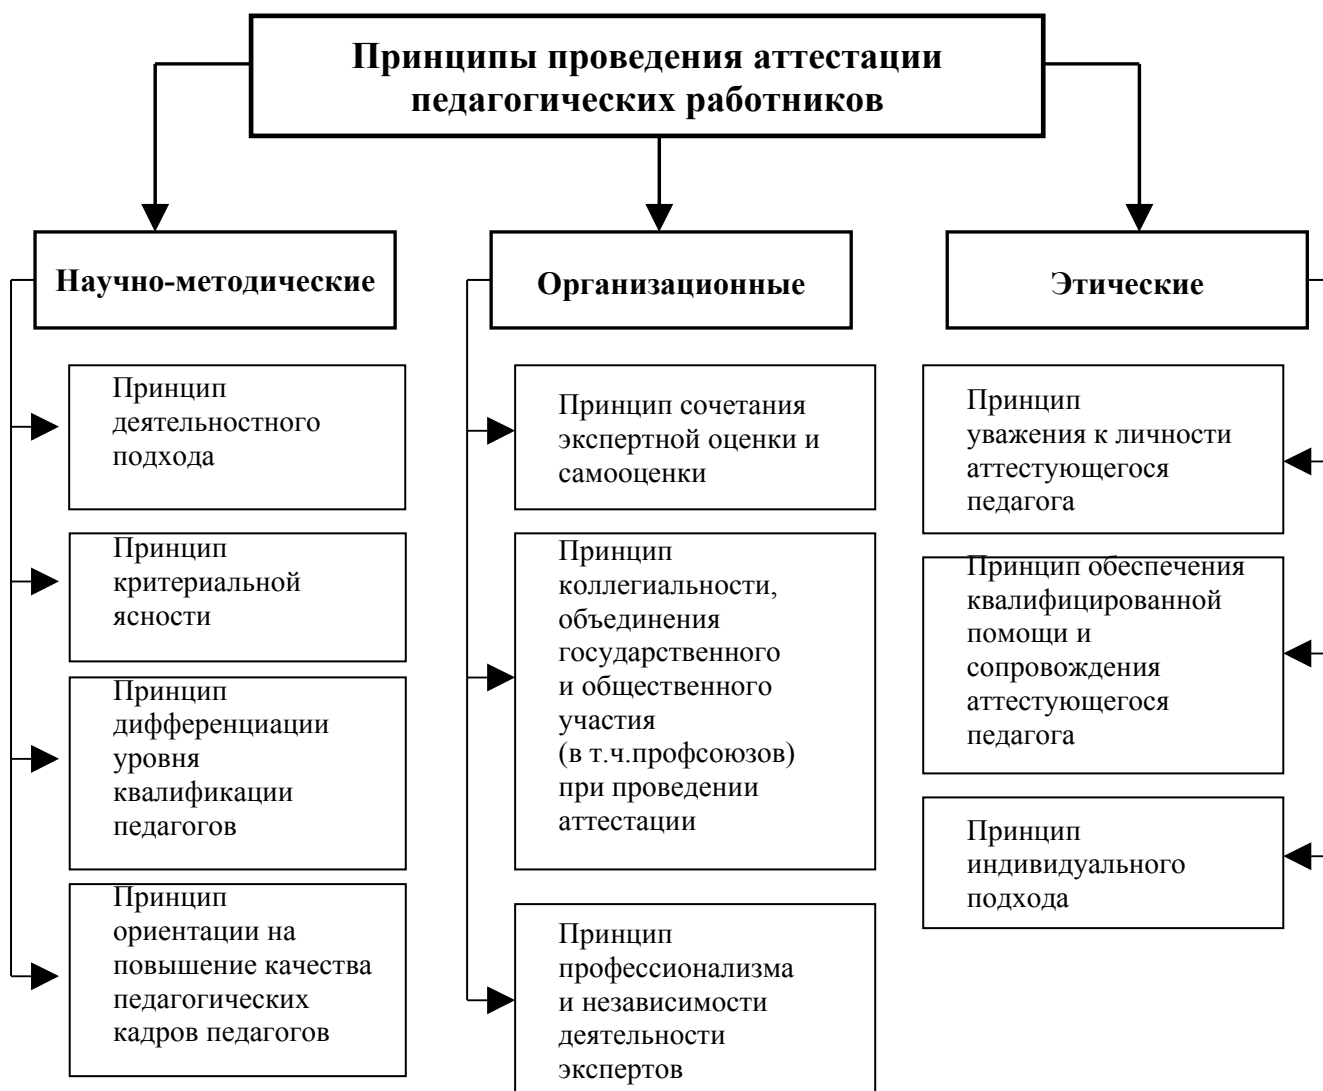 Принципы проведения аттестации
педагогических работников
Научно-методические
Организационные
Этические
Принцип
деятельностного
подхода
Принцип
критериальной
ясности
Принцип
дифференциации
уровня
квалификации
педагогов
Принцип
ориентации на
повышение качества
педагогических
кадров педагогов
Принцип сочетания
экспертной оценки и
самооценки
Принцип
коллегиальности,
объединения
государственного
и общественного
участия
(в т.ч.профсоюзов)
при проведении
аттестации
Принцип
профессионализма
и независимости
деятельности
экспертов
Принцип
уважения к личности
аттестующегося
педагога
Принцип обеспечения
квалифицированной
помощи и
сопровождения
аттестующегося
педагога
Принцип
индивидуального
подхода